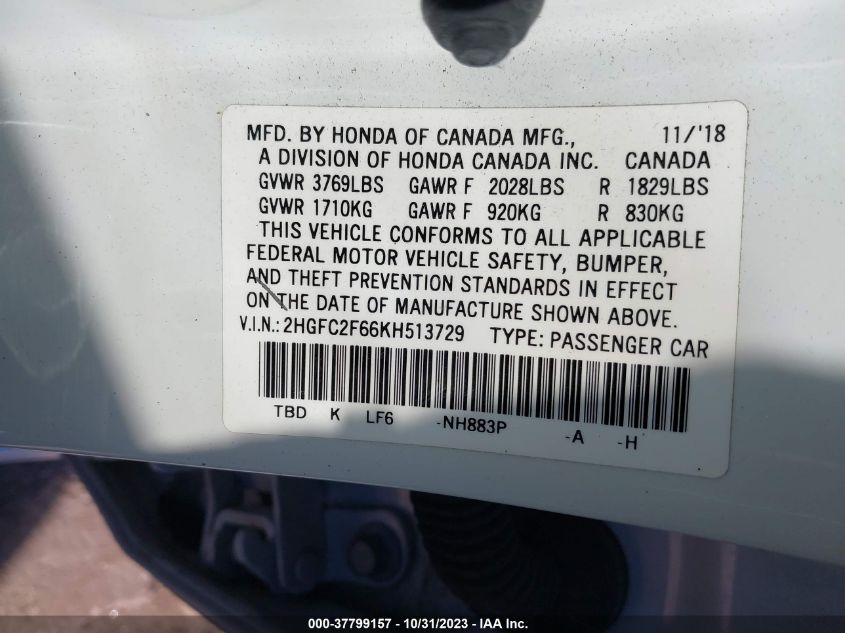 MFD. BY HONDA OF CANADA MFG., 11/'18
A DIVISION OF HONDA CANADA INC. CANADA
GVWR 3769LBS GAWR F 2028LBS R 1829LBS
GVWR 1710KG GAWR F 920KG R 830KG
THIS VEHICLE CONFORMS TO ALL APPLICABLE
FEDERAL MOTOR VEHICLE SAFETY, BUMPER,
AND THEFT PREVENTION STANDARDS IN EFFECT
ON THE DATE OF MANUFACTURE SHOWN ABOVE.
V.I.N.: 2HGFC2F66KH513729 TYPE: PASSENGER CAR
TBD K LF6 -NH883P -A -H
000-37799157 - 10/31/2023 - IAA Inc.